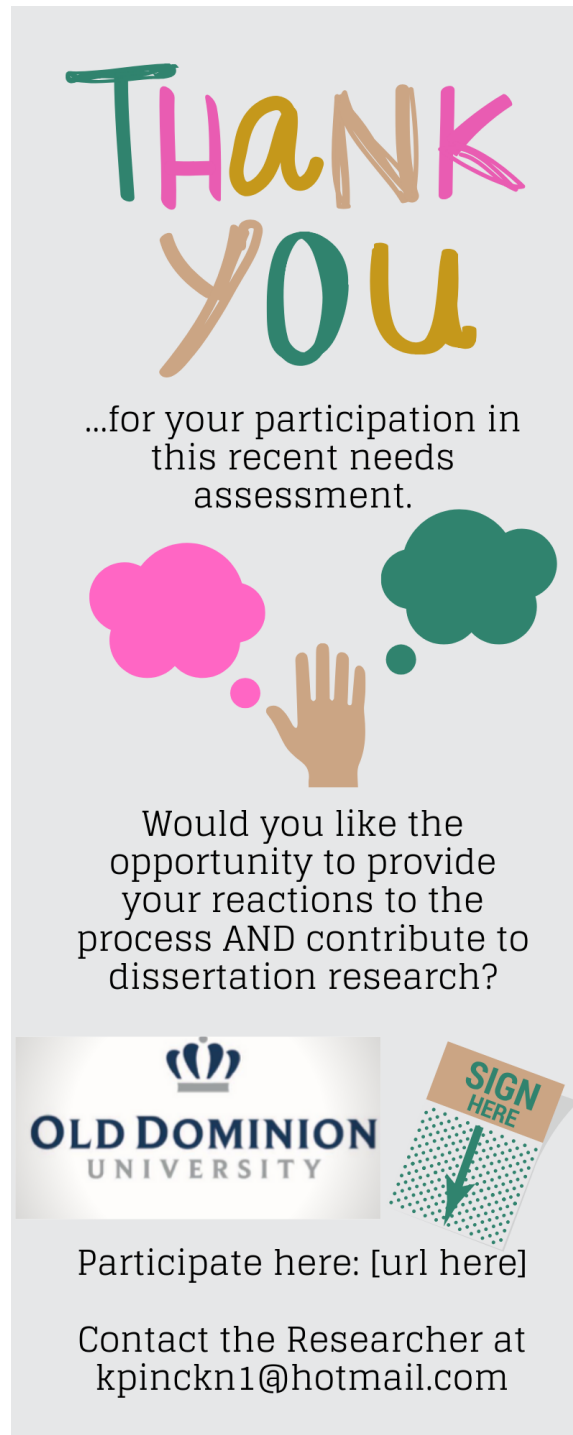 THaNK
YOU
...for your participation in
this recent needs
assessment.
Would you like the
opportunity to provide
your reactions to the
process AND contribute to
dissertation research?
OLD DOMINION
UNIVERSITY
SIGN
HERE
Participate here: [url here]
Contact the Researcher at
kpinckn1@hotmail.com